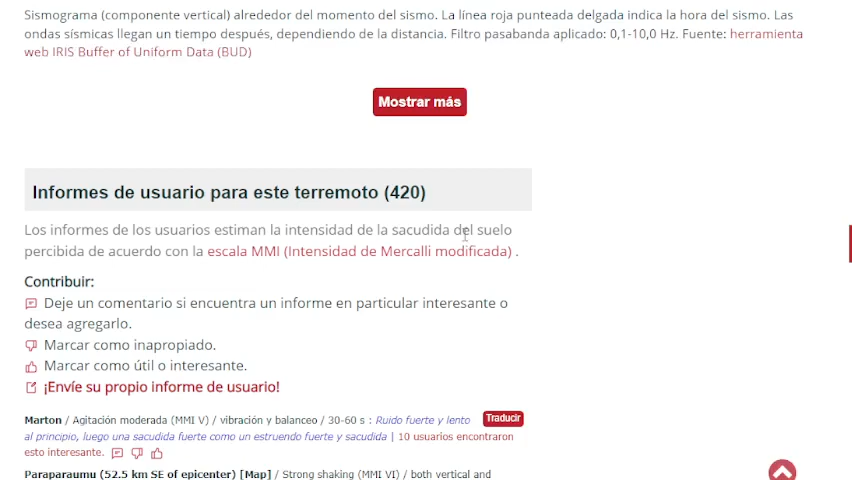 Sismograma (componente vertical) alrededor del momento del sismo. La línea roja punteada delgada indica la hora del sismo. Las
ondas sísmicas llegan un tiempo después, dependiendo de la distancia. Filtro pasabanda aplicado: 0,1-10,0 Hz. Fuente: herramienta
web IRIS Buffer of Uniform Data (BUD)
Mostrar más
Informes de usuario para este terremoto (420)
Los informes de los usuarios estiman la intensidad de la sacudida del suelo
percibida de acuerdo con la escala MMI (Intensidad de Mercalli modificada) .
Contribuir:
Deje un comentario si encuentra un informe en particular interesante o
desea agregarlo.
Marcar como inapropiado.
Marcar como útil o interesante.
¡Envíe su propio informe de usuario!
Marton / Agitación moderada (MMI V) / vibración y balanceo / 30-60 s : Ruido fuerte y lento Traducir
al principio, luego una sacudida fuerte como un estruendo fuerte y sacudida | 10 usuarios encontraron
esto interesante.
Paraparaumu (52.5 km SE of epicenter) [Map] / Strong shaking (MMI VI) / both vertical and